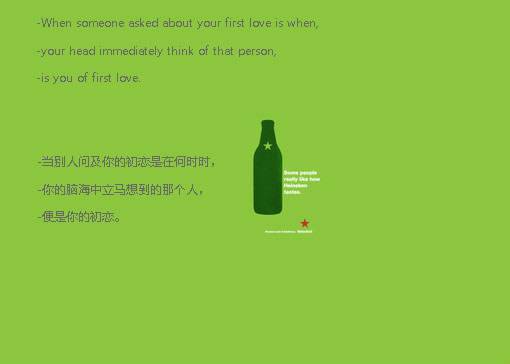 -When someone asked about your first love is when,
-your head immediately think of that person,
-is you of first love.
-当别人问及你的初恋是在何时时，
-你的脑海中立马想到的那个人，
-便是你的初恋。
Some people
really like how
Heineken
tastes.
Heineken